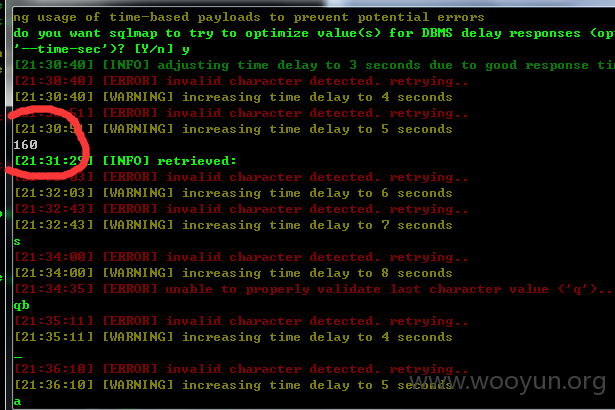 ng usage of time-based payloads to prevent potential errors
do you want sqlmap to try to optimize value(s) for DBMS delay responses (op
'--time-sec')? [Y/n] y
[21:30:40] [INFO] adjusting time delay to 3 seconds due to good response tim
[21:30:40] [ERROR] invalid character detected. retrying..
[21:30:40] [WARNING] increasing time delay to 4 seconds
[21:30:51] [ERROR] invalid character detected. retrying..
[21:30:51] [WARNING] increasing time delay to 5 seconds
160
[21:31:29] [INFO] retrieved:
[21:32:03] [ERROR] invalid character detected. retrying..
[21:32:03] [WARNING] increasing time delay to 6 seconds
[21:32:43] [ERROR] invalid character detected. retrying..
[21:32:43] [WARNING] increasing time delay to 7 seconds
s
[21:34:00] [ERROR] invalid character detected. retrying..
[21:34:00] [WARNING] increasing time delay to 8 seconds
[21:34:35] [ERROR] unable to properly validate last character value ('q')..
qb
[21:35:11] [ERROR] invalid character detected. retrying..
[21:35:11] [WARNING] increasing time delay to 4 seconds
_
[21:36:10] [ERROR] invalid character detected. retrying..
[21:36:10] [WARNING] increasing time delay to 5 seconds
a
www.wooyun.org